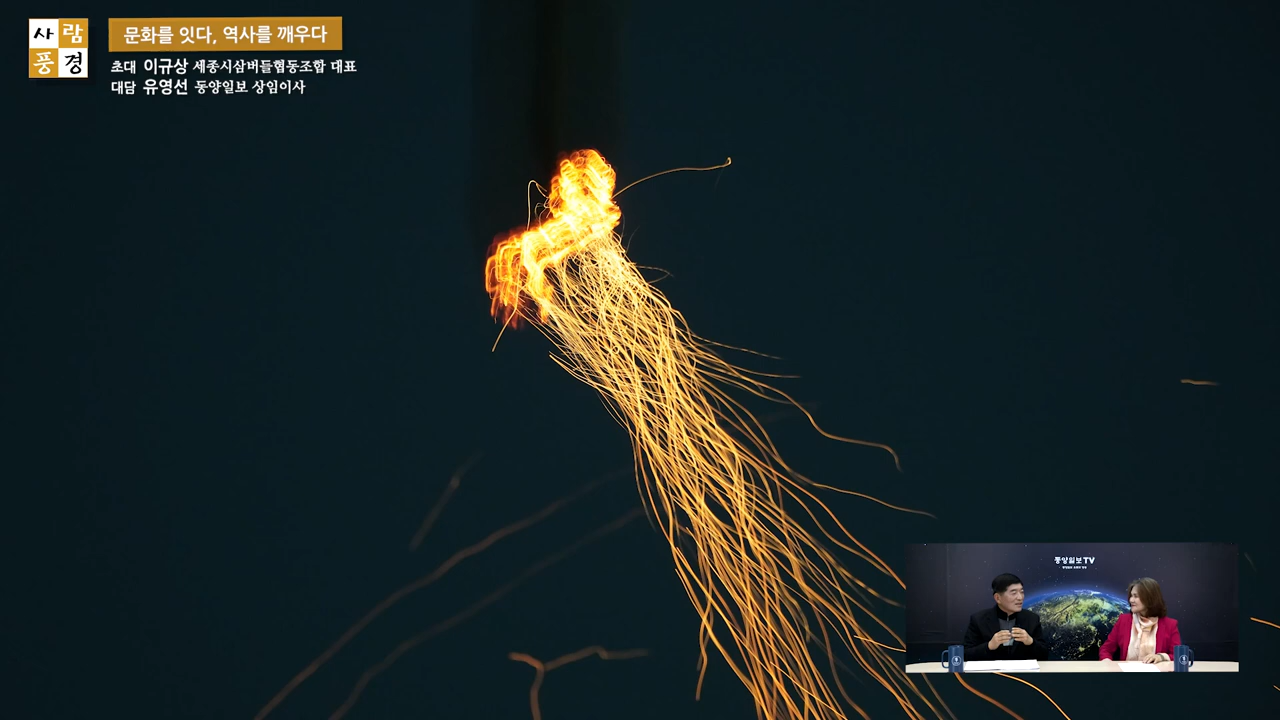 사람
풍경
문화를 잇다, 역사를 깨우다
초대 이규상 세종시삼버들협동조합 대표
대담 유영선 동양일보 상임이사
동양일보TV